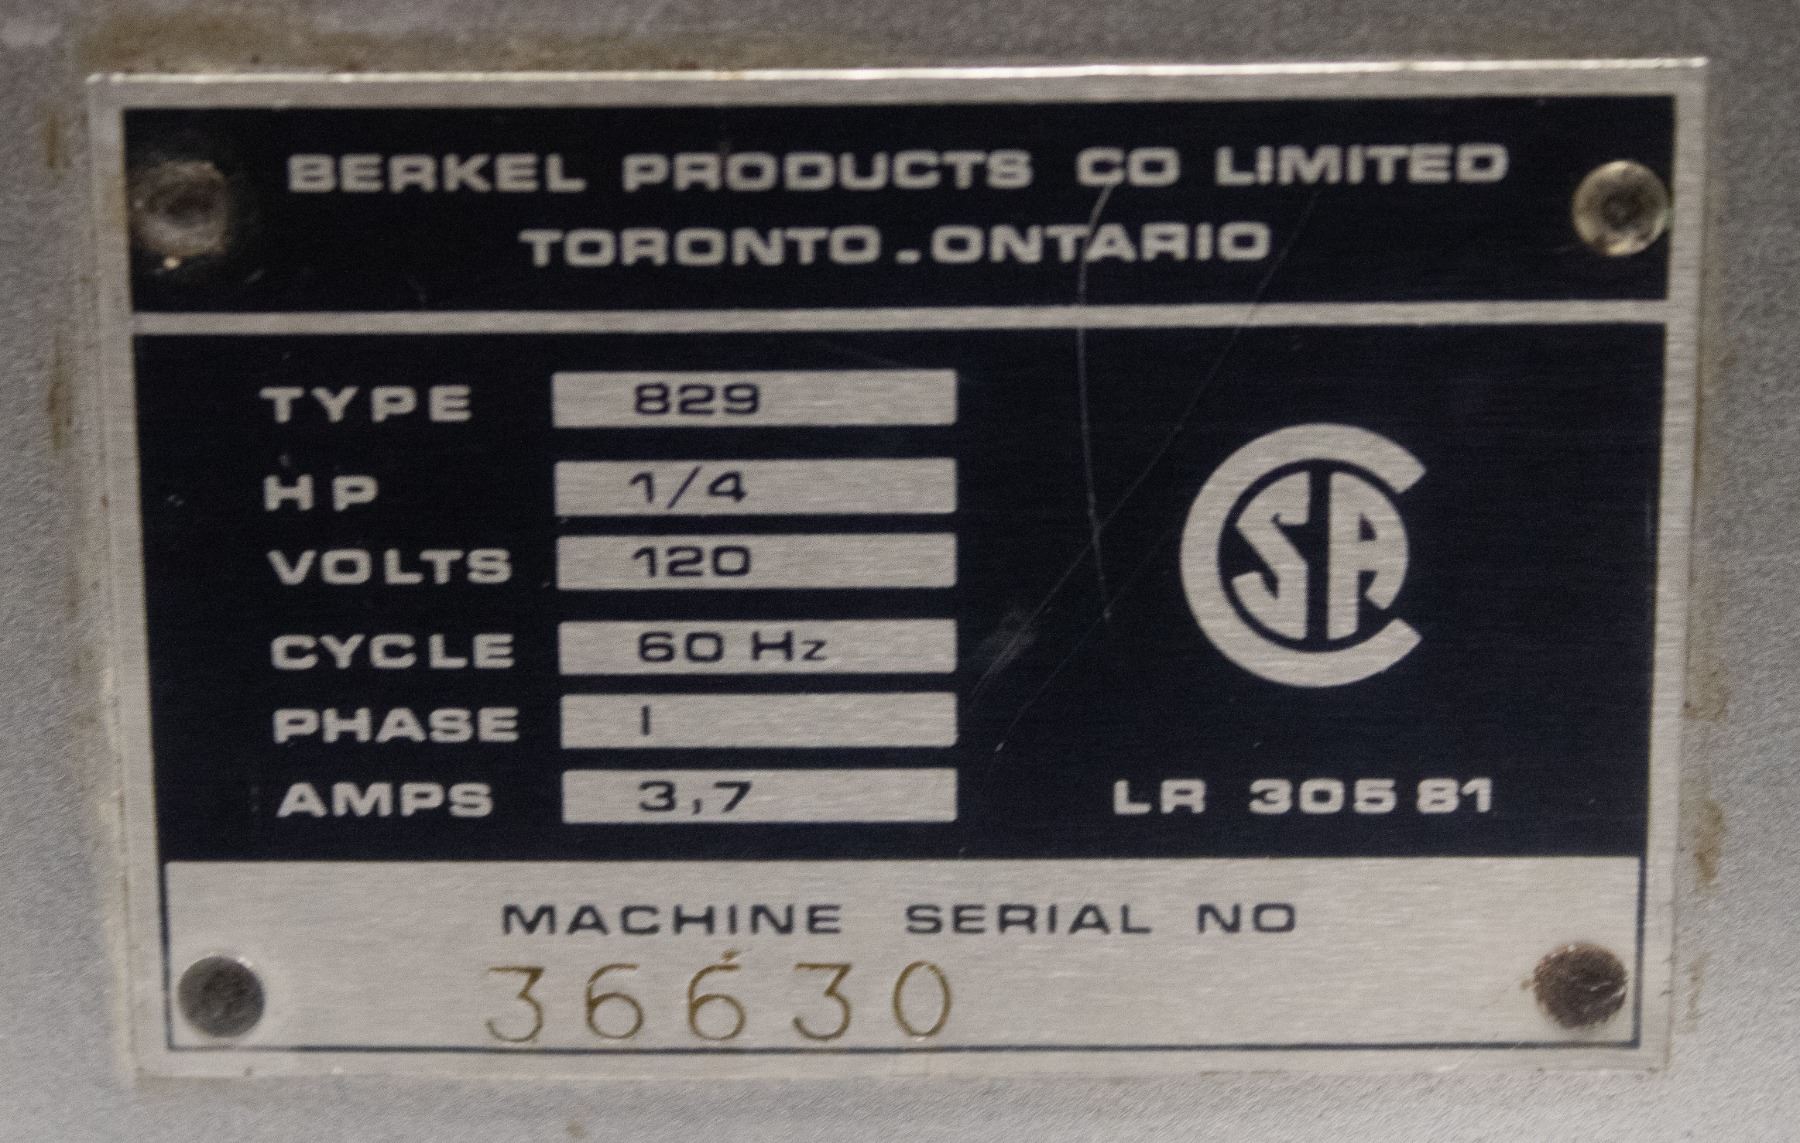 BERKEL PRODUCTS CO LIMITED
TORONTO.ONTARIO
TYPE 829
HP 1/4
VOLTS 120
CYCLE 60 Hz
PHASE 1
AMPS 3,7
CSA
LR 30581
MACHINE SERIAL NO
36630